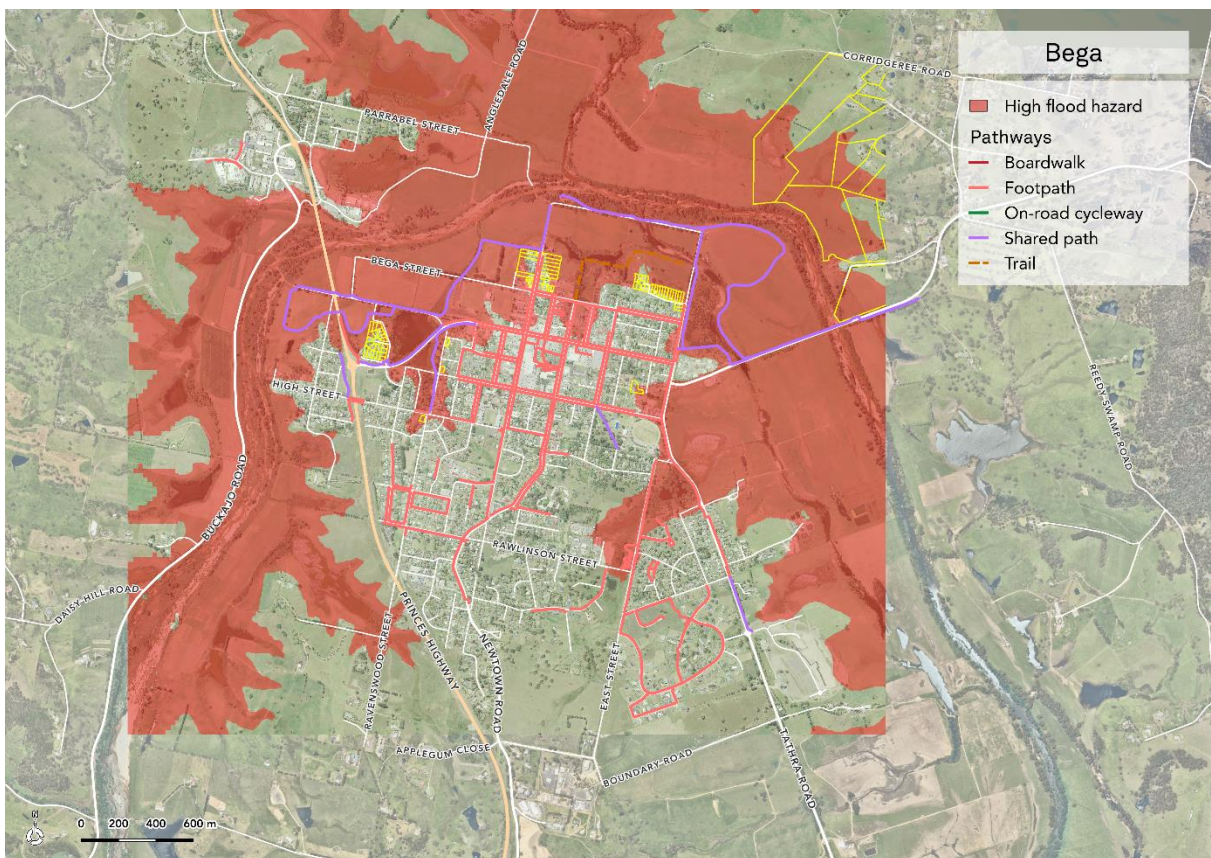 Bega
High flood hazard
Pathways
Boardwalk
Footpath
On-road cycleway
Shared path
Trail
CORRIDGEREE ROAD
ANGLEDALE ROAD
PARRABEL STREET
BEGA STREET
HIGH STREET
BUCKAJO ROAD
REEDY SWAMP ROAD
RAWLINSON STREET
DAISY HILL ROAD
PRINCES HIGHWAY
RAVENSWOOD STREET
NEWTOWN ROAD
EAST STREET
TATHRA ROAD
APPLEGUM CLOSE
BOUNDARY ROAD
N
0 200 400 600 m